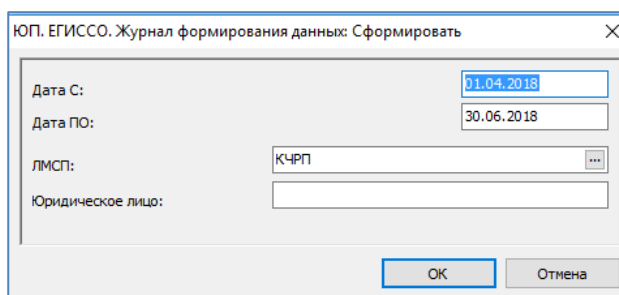 ЮП. ЕГИССО. Журнал формирования данных: Сформировать
Дата С: 01.04.2018
Дата ПО: 30.06.2018
ЛМСП: КЧРП ...
Юридическое лицо:
ОК Отмена